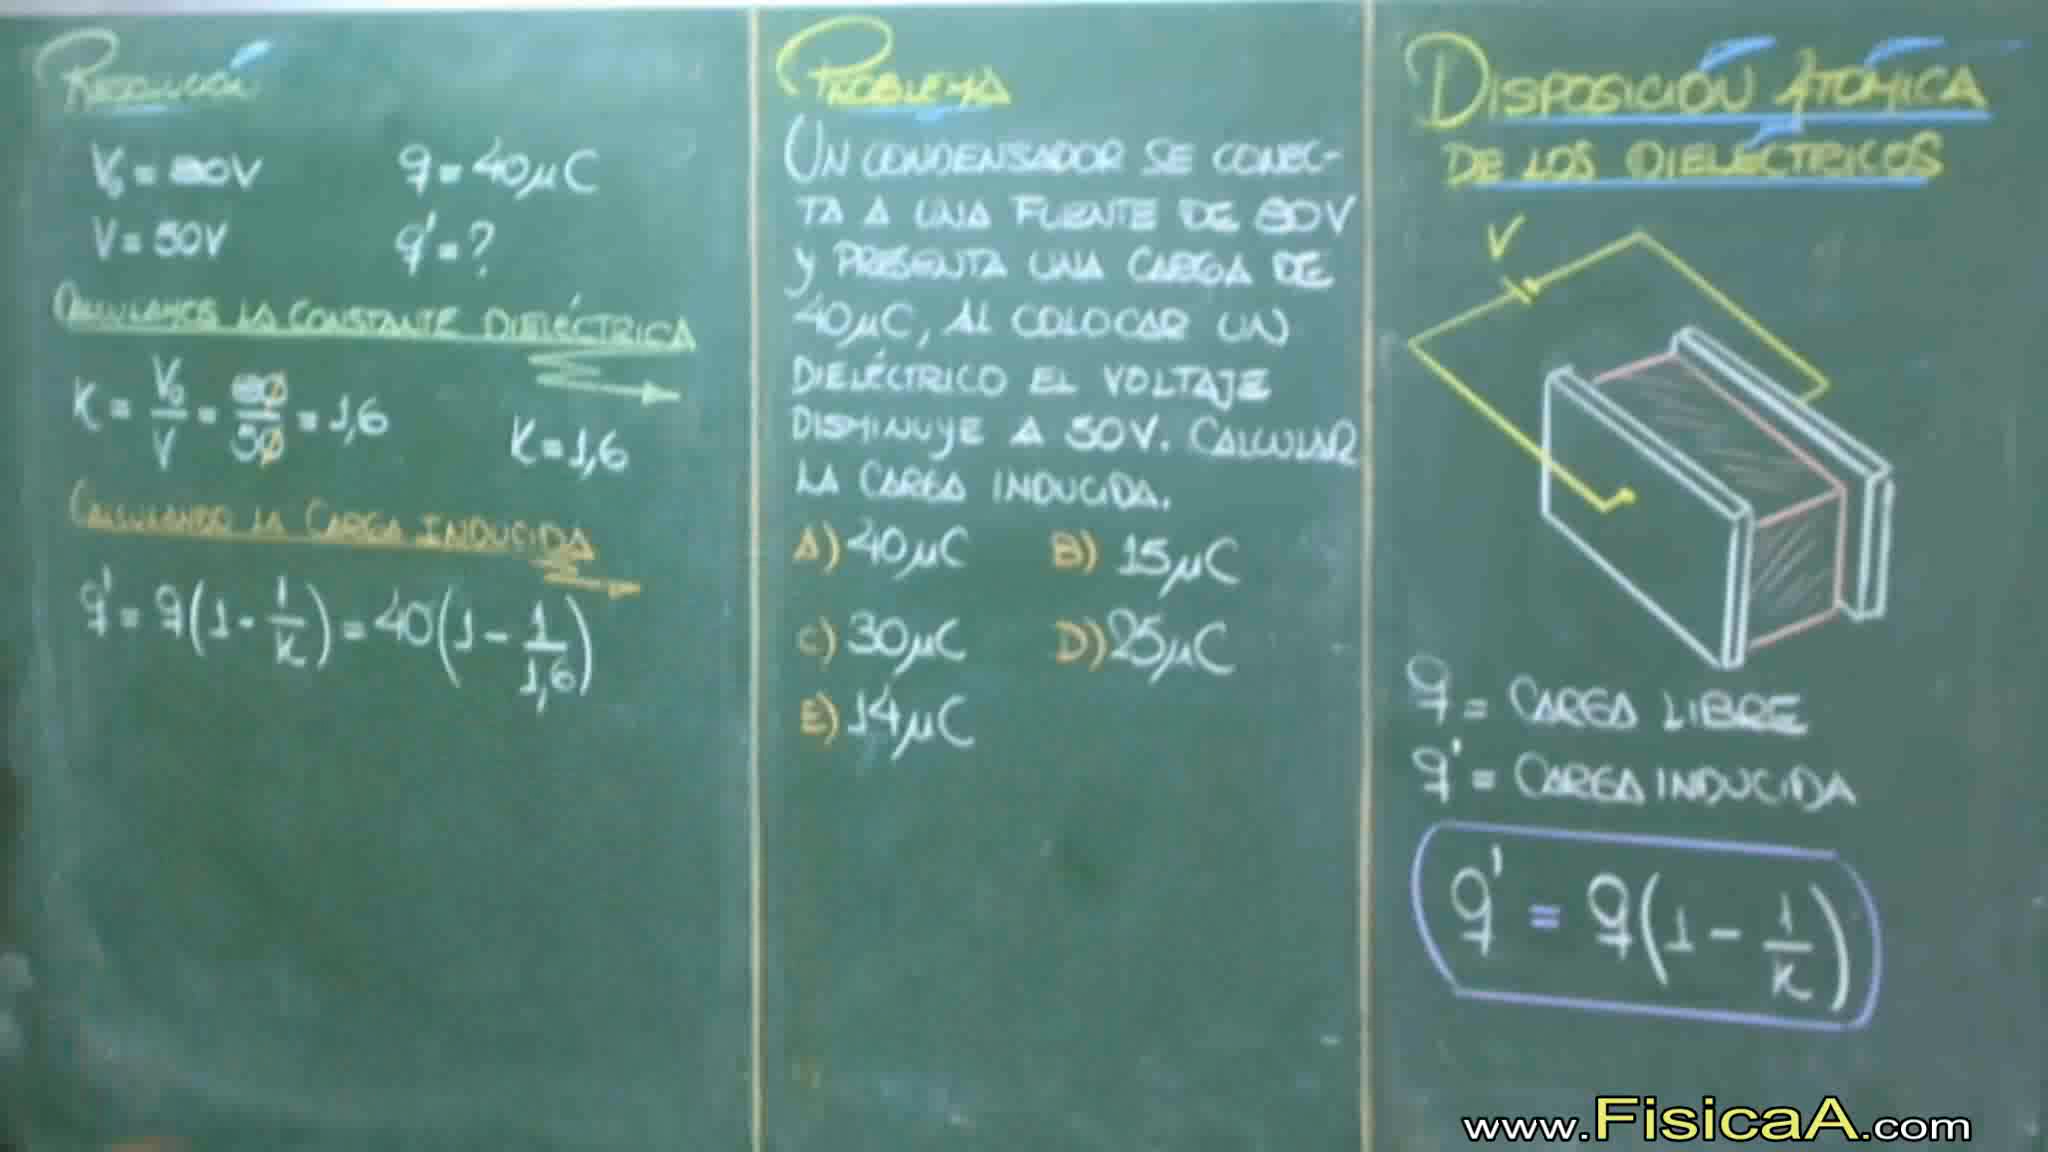 RESOLUCIÓN
V₀ = 80V
q = 40μC
V = 50V
q' = ?
CALCULAMOS LA CONSTANTE DIELÉCTRICA
K = V₀/V = 80/50 = 1,6
K = 1,6
CALCULANDO LA CARGA INDUCIDA
q' = q(1 - 1/K) = 40(1 - 1/1,6)
PROBLEMA
UN CONDENSADOR SE CONEC-
TA A UNA FUENTE DE 80V
Y PRESENTA UNA CARGA DE
40μC, AL COLOCAR UN
DIELÉCTRICO EL VOLTAJE
DISMINUYE A 50V. CALCULAR
LA CARGA INDUCIDA.
A) 40μC B) 15μC
C) 30μC D) 25μC
E) 14μC
DISPOSICIÓN ATÓMICA
DE LOS DIELÉCTRICOS
V
q = CARGA LIBRE
q' = CARGA INDUCIDA
q' = q(1 - 1/K)
www.FisicaA.com